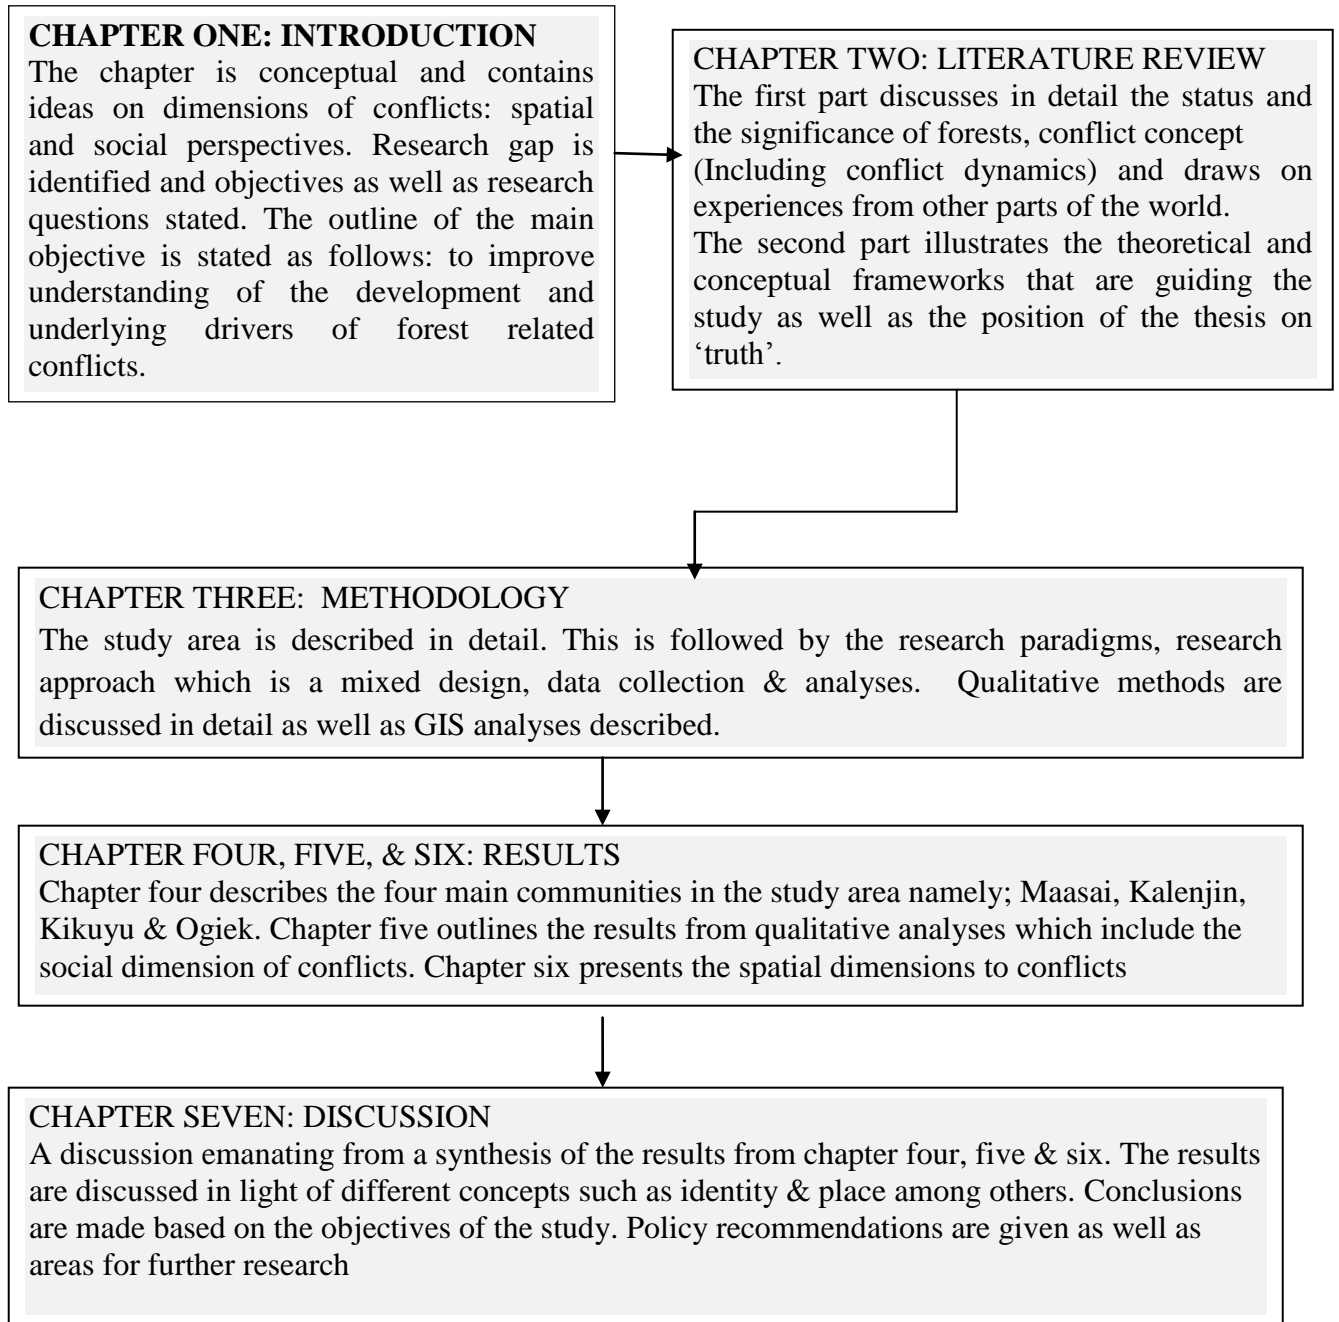 CHAPTER ONE: INTRODUCTION
The chapter is conceptual and contains
ideas on dimensions of conflicts: spatial
and social perspectives. Research gap is
identified and objectives as well as research
questions stated. The outline of the main
objective is stated as follows: to improve
understanding of the development and
underlying drivers of forest related
conflicts.
CHAPTER TWO: LITERATURE REVIEW
The first part discusses in detail the status and
the significance of forests, conflict concept
(Including conflict dynamics) and draws on
experiences from other parts of the world.
The second part illustrates the theoretical and
conceptual frameworks that are guiding the
study as well as the position of the thesis on
‘truth’.
CHAPTER THREE: METHODOLOGY
The study area is described in detail. This is followed by the research paradigms, research
approach which is a mixed design, data collection & analyses. Qualitative methods are
discussed in detail as well as GIS analyses described.
CHAPTER FOUR, FIVE, & SIX: RESULTS
Chapter four describes the four main communities in the study area namely; Maasai, Kalenjin,
Kikuyu & Ogiek. Chapter five outlines the results from qualitative analyses which include the
social dimension of conflicts. Chapter six presents the spatial dimensions to conflicts
CHAPTER SEVEN: DISCUSSION
A discussion emanating from a synthesis of the results from chapter four, five & six. The results
are discussed in light of different concepts such as identity & place among others. Conclusions
are made based on the objectives of the study. Policy recommendations are given as well as
areas for further research